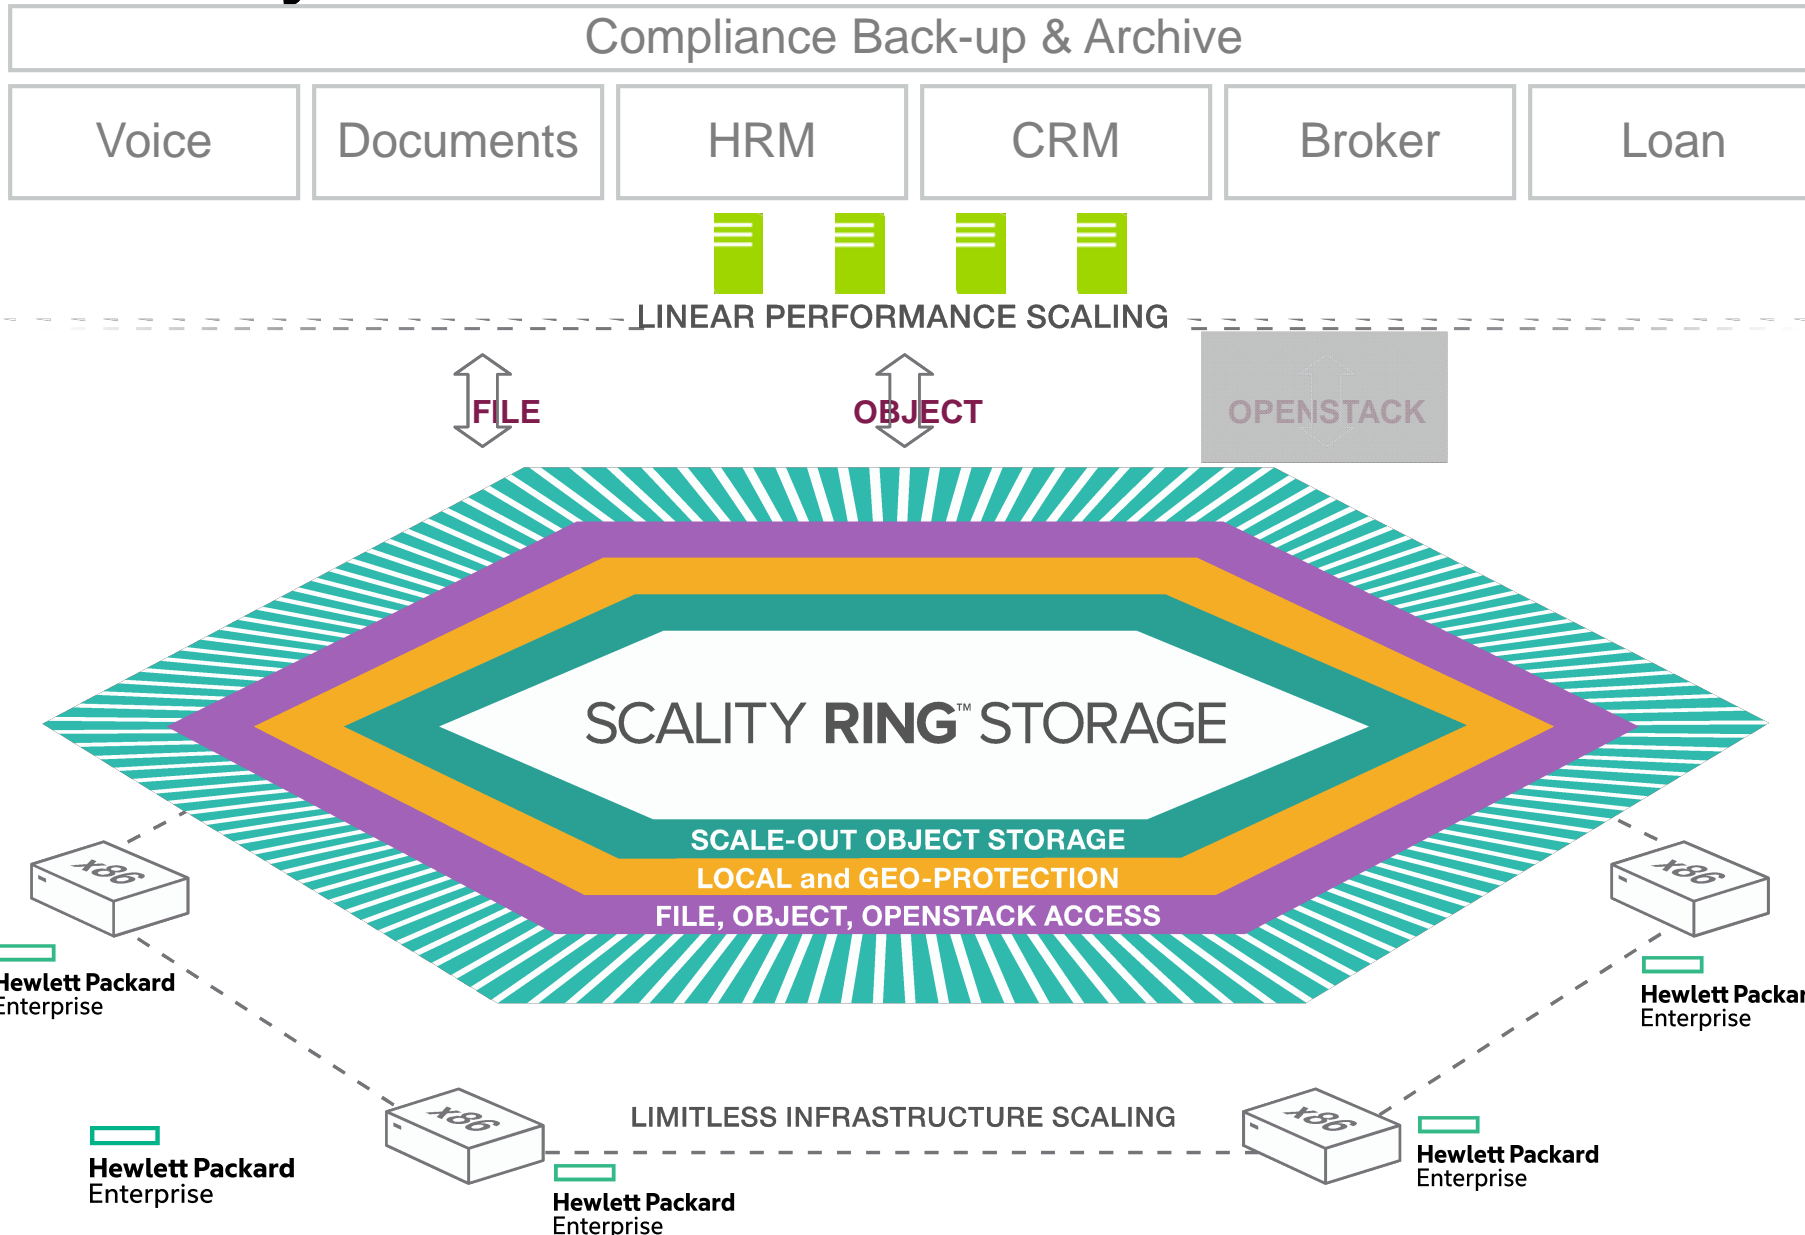 Compliance Back-up & Archive
Voice
Documents
HRM
CRM
Broker
Loan
LINEAR PERFORMANCE SCALING
FILE
OBJECT
OPENSTACK
SCALITY RING™ STORAGE
SCALE-OUT OBJECT STORAGE
LOCAL and GEO-PROTECTION
FILE, OBJECT, OPENSTACK ACCESS
x86
x86
Hewlett Packard
Enterprise
Hewlett Packar
Enterprise
x86
LIMITLESS INFRASTRUCTURE SCALING
x86
Hewlett Packard
Enterprise
Hewlett Packard
Enterprise
Hewlett Packard
Enterprise